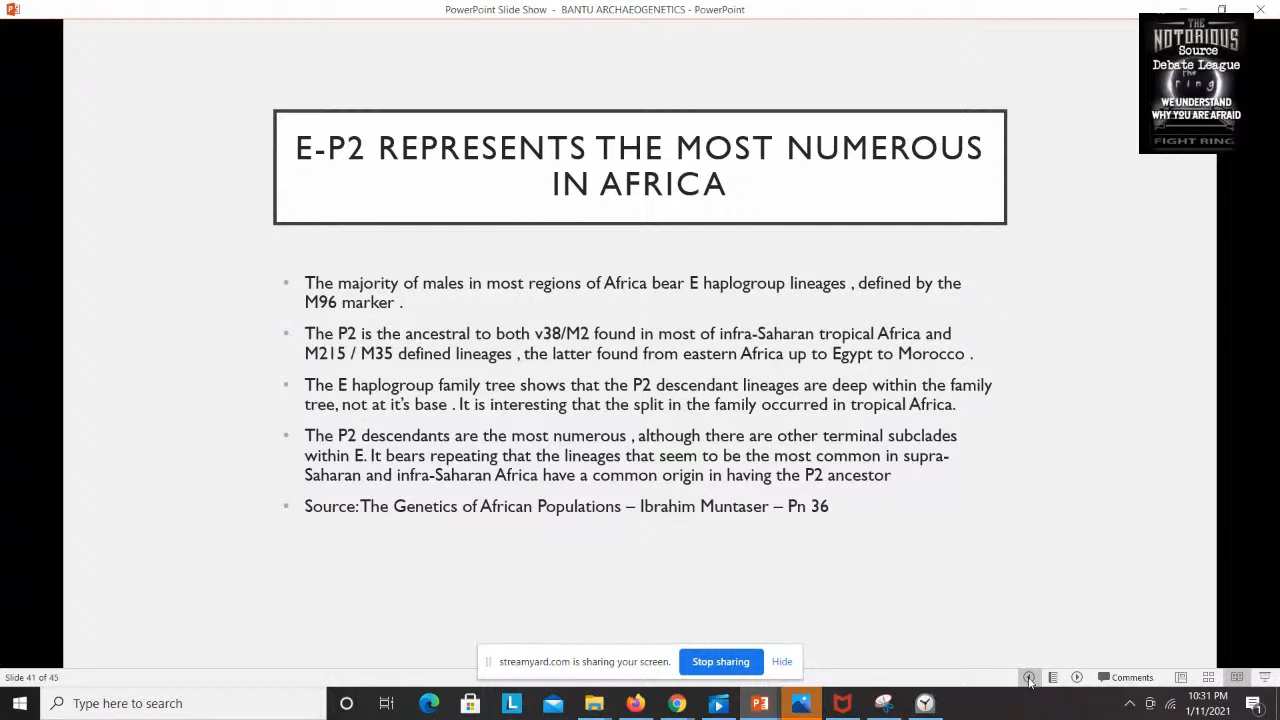 PowerPoint Slide Show - BANTU ARCHAEOGENETICS - PowerPoint
THE
NOTORIOUS
Source
Debate League
the
ring
WE UNDERSTAND
WHY YOU ARE AFRAID
FIGHT RING
E-P2 REPRESENTS THE MOST NUMEROUS
IN AFRICA
• The majority of males in most regions of Africa bear E haplogroup lineages , defined by the
M96 marker .
• The P2 is the ancestral to both v38/M2 found in most of infra-Saharan tropical Africa and
M215 / M35 defined lineages , the latter found from eastern Africa up to Egypt to Morocco .
• The E haplogroup family tree shows that the P2 descendant lineages are deep within the family
tree, not at it's base . It is interesting that the split in the family occurred in tropical Africa.
• The P2 descendants are the most numerous , although there are other terminal subclades
within E. It bears repeating that the lineages that seem to be the most common in supra-
Saharan and infra-Saharan Africa have a common origin in having the P2 ancestor
• Source: The Genetics of African Populations – Ibrahim Muntaser – Pn 36
streamyard.com is sharing your screen.
Stop sharing
Hide
Slide 41 of 45
Comments
Type here to search
10:31 PM
1/11/2021
1